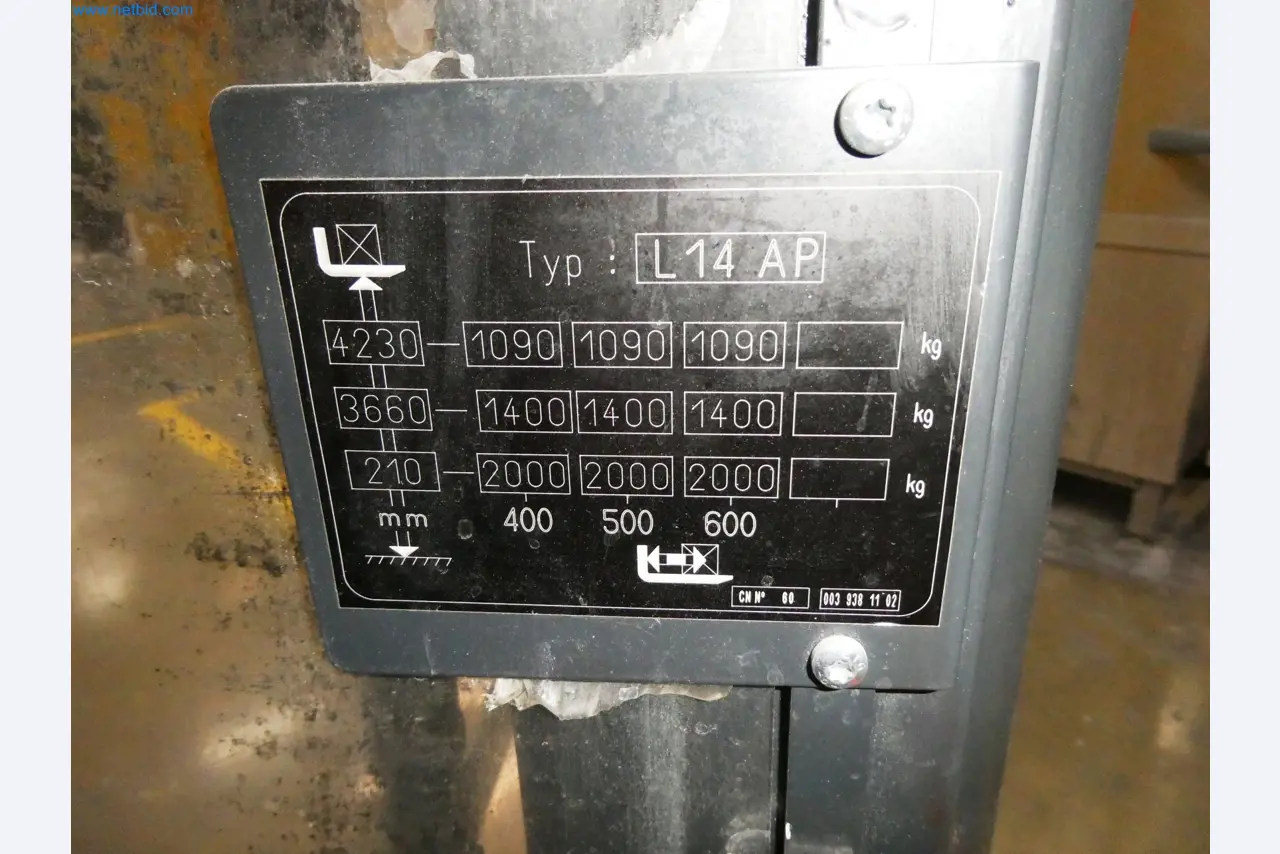 www.netbid.com
Typ : L14 AP
4230 1090 1090 1090 kg
3660 1400 1400 1400 kg
210 2000 2000 2000 kg
mm 400 500 600
CN Nº 60 003 938 11 02